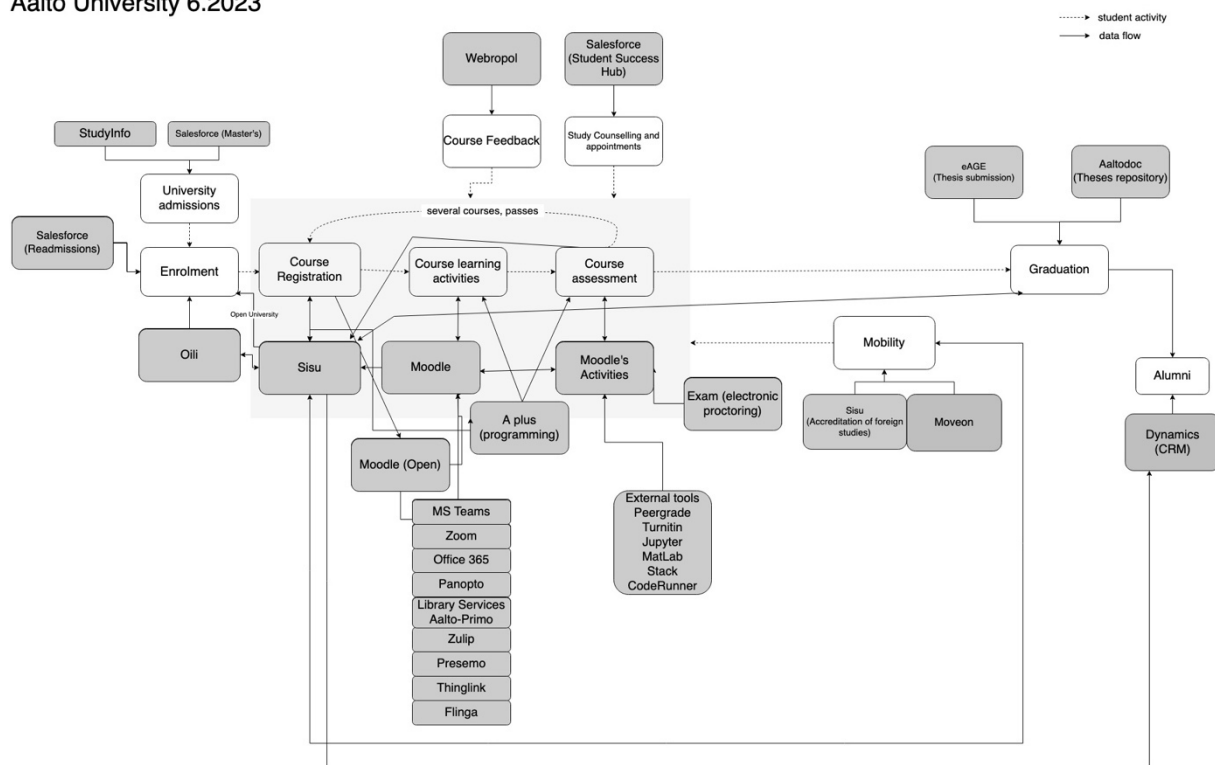 Aalto University 6.2023
student activity
data flow
Webropol
Salesforce
(Student Success
Hub)
StudyInfo
Salesforce (Master's)
Course Feedback
Study Counselling and
appointments
eAGE
(Thesis submission)
Aaltodoc
(Theses repository)
University
admissions
several courses, passes
Salesforce
(Readmissions)
Enrolment
Course
Registration
Course learning
activities
Course
assessment
Graduation
Open University
Oili
Sisu
Moodle
Moodle's
Activities
Mobility
Alumni
Exam (electronic
proctoring)
A plus
(programming)
Sisu
(Accreditation of foreign
studies)
Moveon
Dynamics
(CRM)
Moodle (Open)
MS Teams
Zoom
Office 365
Panopto
Library Services
Aalto-Primo
Zulip
Presemo
Thinglink
Flinga
External tools
Peergrade
Turnitin
Jupyter
MatLab
Stack
CodeRunner